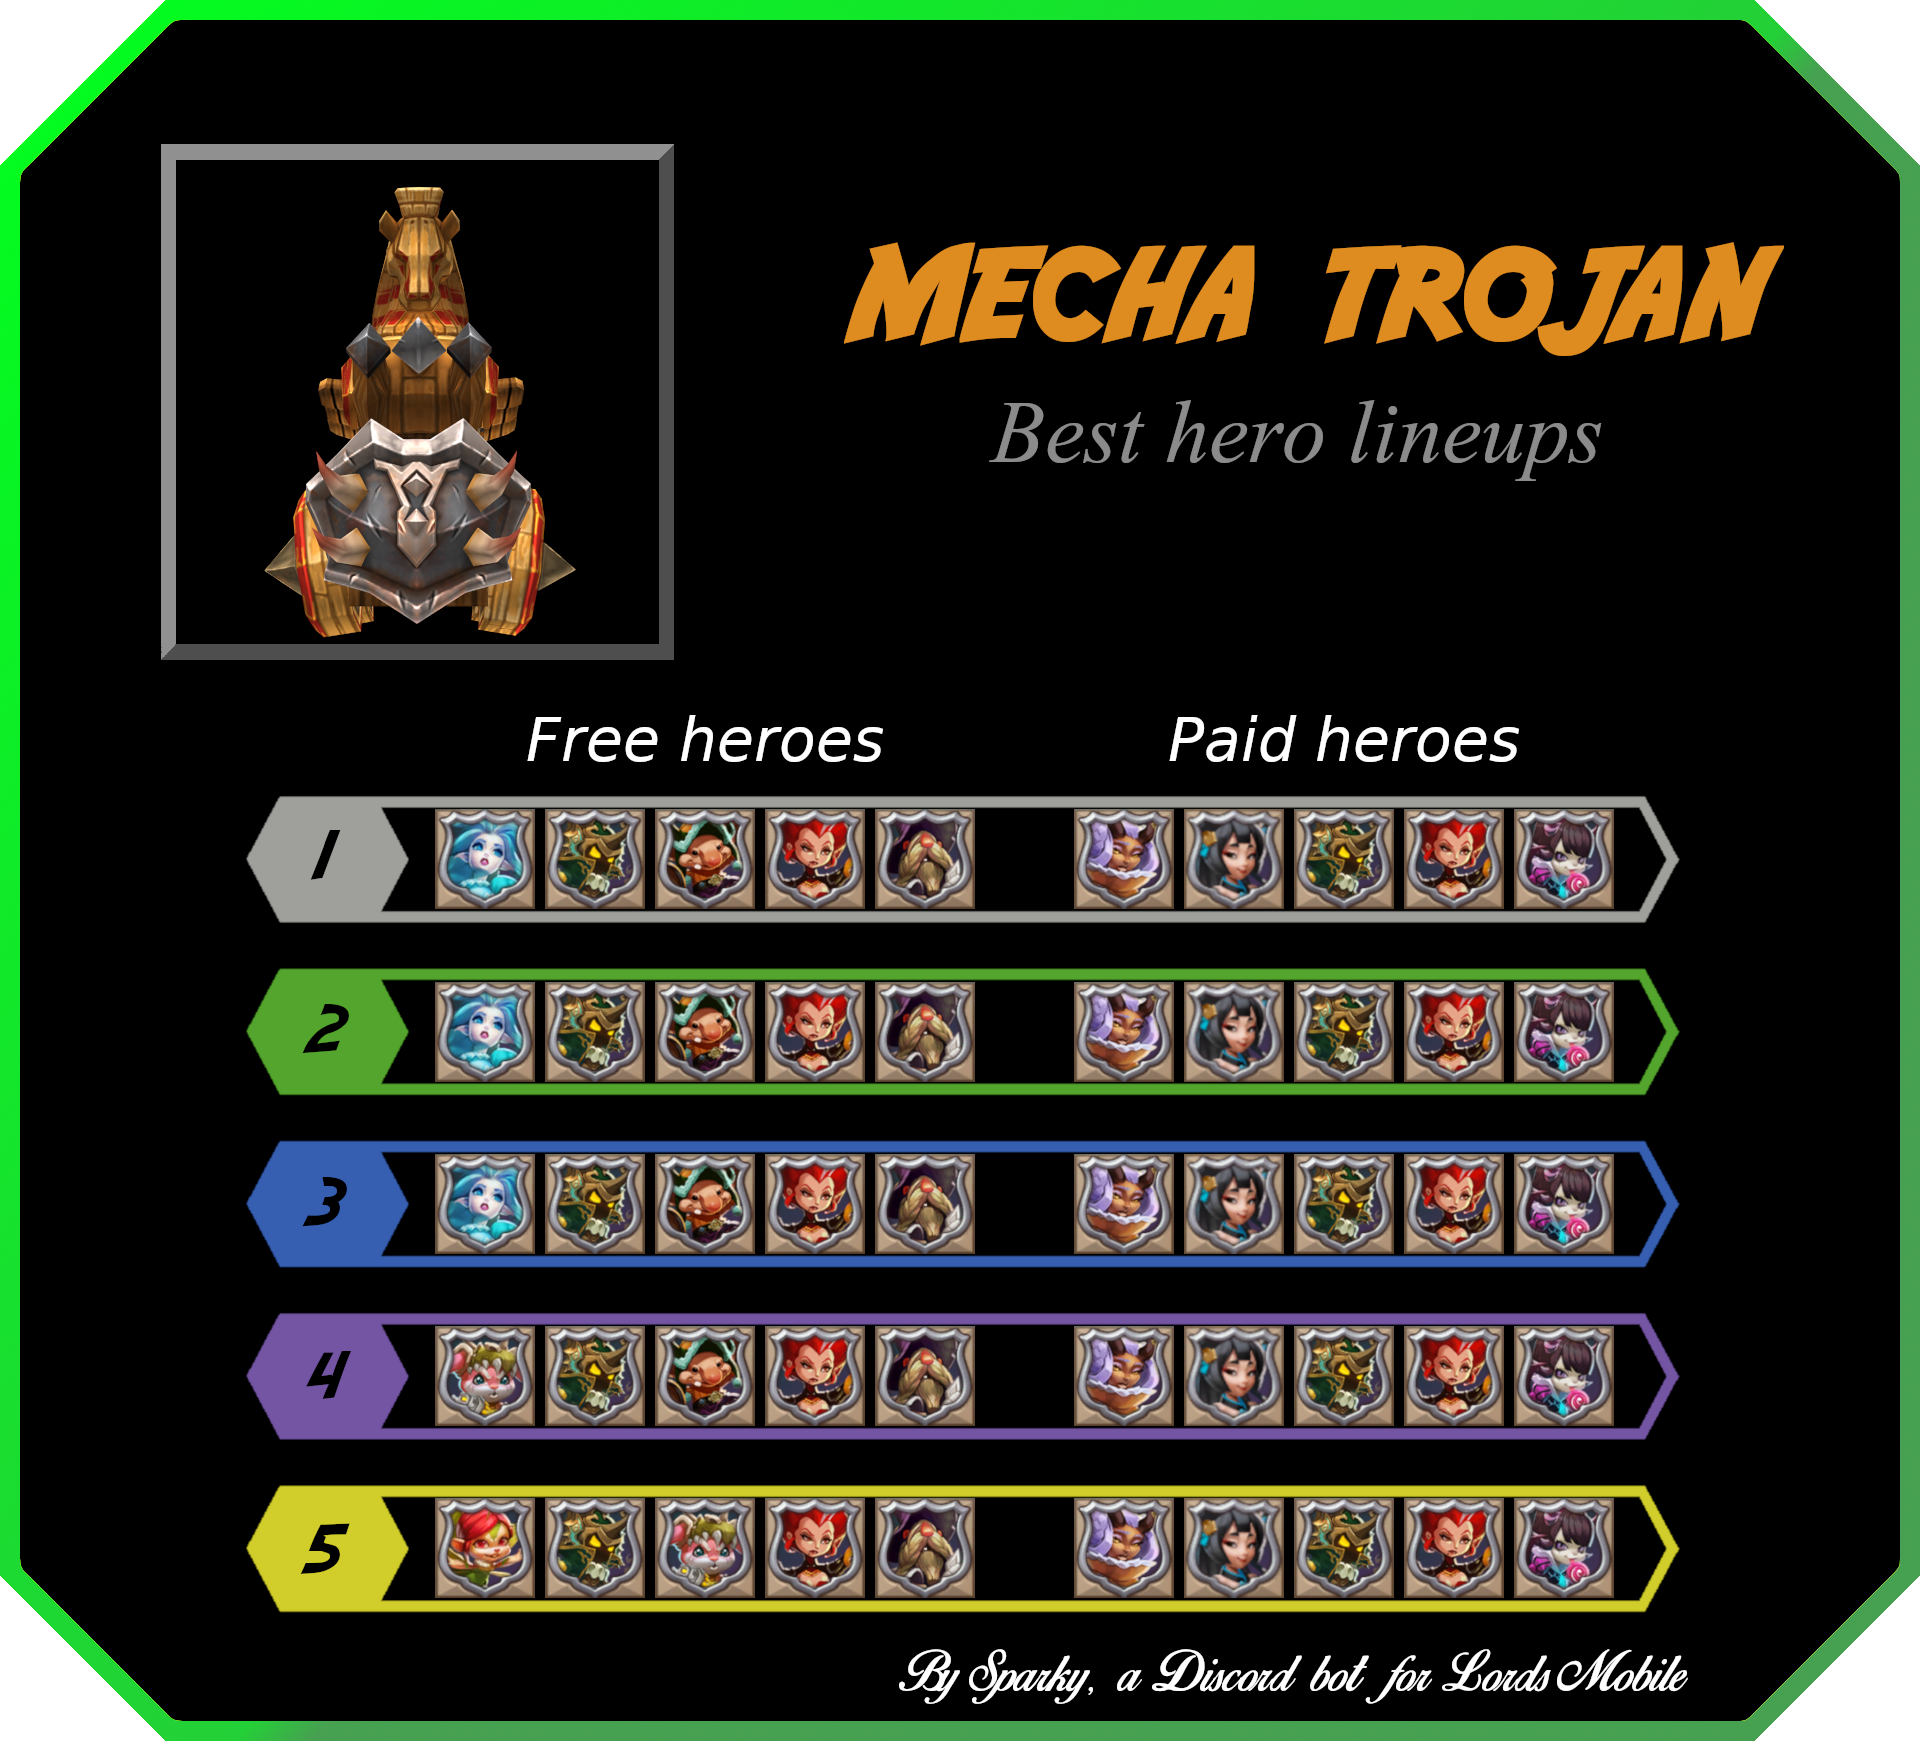 MECHA TROJAN
Best hero lineups
Free heroes
Paid heroes
1
2
3
4
5
By Sparky, a Discord bot for Lords Mobile